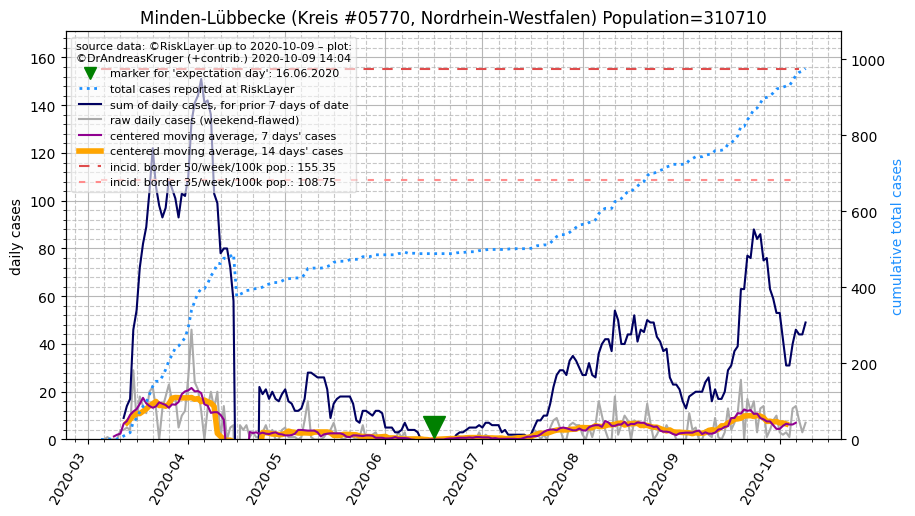 Minden-Lübbecke (Kreis #05770, Nordrhein-Westfalen) Population=310710
source data: ©RiskLayer up to 2020-10-09 – plot:
©DrAndreasKruger (+contrib.) 2020-10-09 14:04
marker for 'expectation day': 16.06.2020
total cases reported at RiskLayer
sum of daily cases, for prior 7 days of date
raw daily cases (weekend-flawed)
centered moving average, 7 days' cases
centered moving average, 14 days' cases
incid. border 50/week/100k pop.: 155.35
incid. border 35/week/100k pop.: 108.75
daily cases
160
140
120
100
80
60
40
20
0
cumulative total cases
1000
800
600
400
200
0
2020-03
2020-04
2020-05
2020-06
2020-07
2020-08
2020-09
2020-10